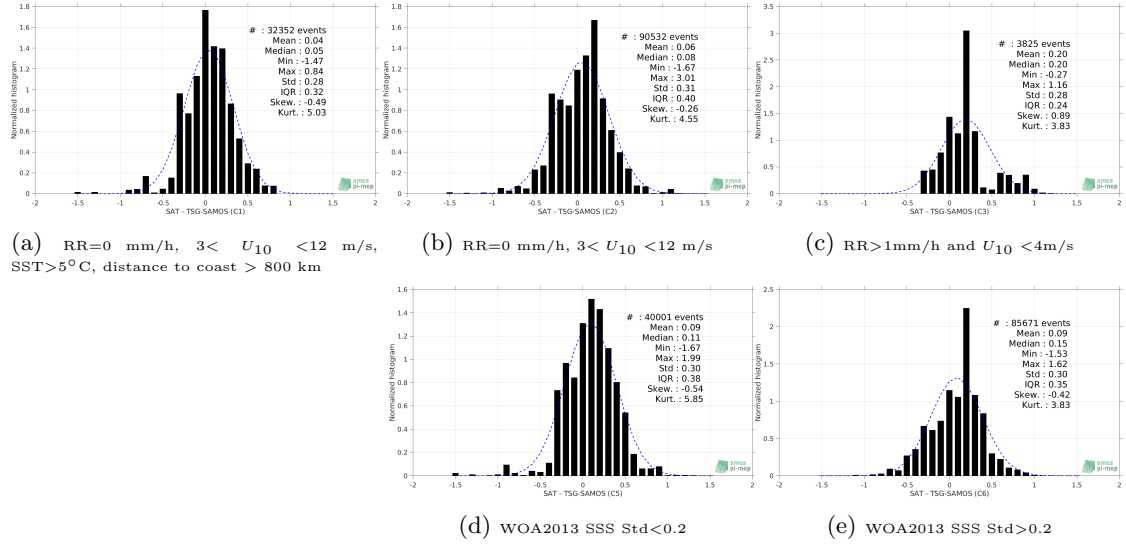 Normalized histogram
1.8
1.6
1.4
1.2
1
0.8
0.6
0.4
0.2
0
-2 -1.5 -1 -0.5 0 0.5 1 1.5 2
SAT - TSG-SAMOS (C1)
# : 32352 events
Mean : 0.04
Median : 0.05
Min : -1.47
Max : 0.84
Std : 0.28
IQR : 0.32
Skew. : -0.49
Kurt. : 5.03
smos
pi-mep
(a) RR=0 mm/h, 3< U10 <12 m/s,
SST>5°C, distance to coast > 800 km
Normalized histogram
1.8
1.6
1.4
1.2
1
0.8
0.6
0.4
0.2
0
-2 -1.5 -1 -0.5 0 0.5 1 1.5 2
SAT - TSG-SAMOS (C2)
# : 90532 events
Mean : 0.06
Median : 0.08
Min : -1.67
Max : 3.01
Std : 0.31
IQR : 0.40
Skew. : -0.26
Kurt. : 4.55
smos
pi-mep
(b) RR=0 mm/h, 3< U10 <12 m/s
Normalized histogram
3.5
3
2.5
2
1.5
1
0.5
0
-2 -1.5 -1 -0.5 0 0.5 1 1.5 2
SAT - TSG-SAMOS (C3)
# : 3825 events
Mean : 0.20
Median : 0.20
Min : -0.27
Max : 1.16
Std : 0.28
IQR : 0.24
Skew. : 0.89
Kurt. : 3.83
smos
pi-mep
(c) RR>1mm/h and U10 <4m/s
Normalized histogram
1.6
1.4
1.2
1
0.8
0.6
0.4
0.2
0
-2 -1.5 -1 -0.5 0 0.5 1 1.5 2
SAT - TSG-SAMOS (C5)
# : 40001 events
Mean : 0.09
Median : 0.11
Min : -1.67
Max : 1.99
Std : 0.30
IQR : 0.38
Skew. : -0.54
Kurt. : 5.85
smos
pi-mep
(d) WOA2013 SSS Std<0.2
Normalized histogram
2.5
2
1.5
1
0.5
0
-2 -1.5 -1 -0.5 0 0.5 1 1.5 2
SAT - TSG-SAMOS (C6)
# : 85671 events
Mean : 0.09
Median : 0.15
Min : -1.53
Max : 1.62
Std : 0.30
IQR : 0.35
Skew. : -0.42
Kurt. : 3.83
smos
pi-mep
(e) WOA2013 SSS Std>0.2